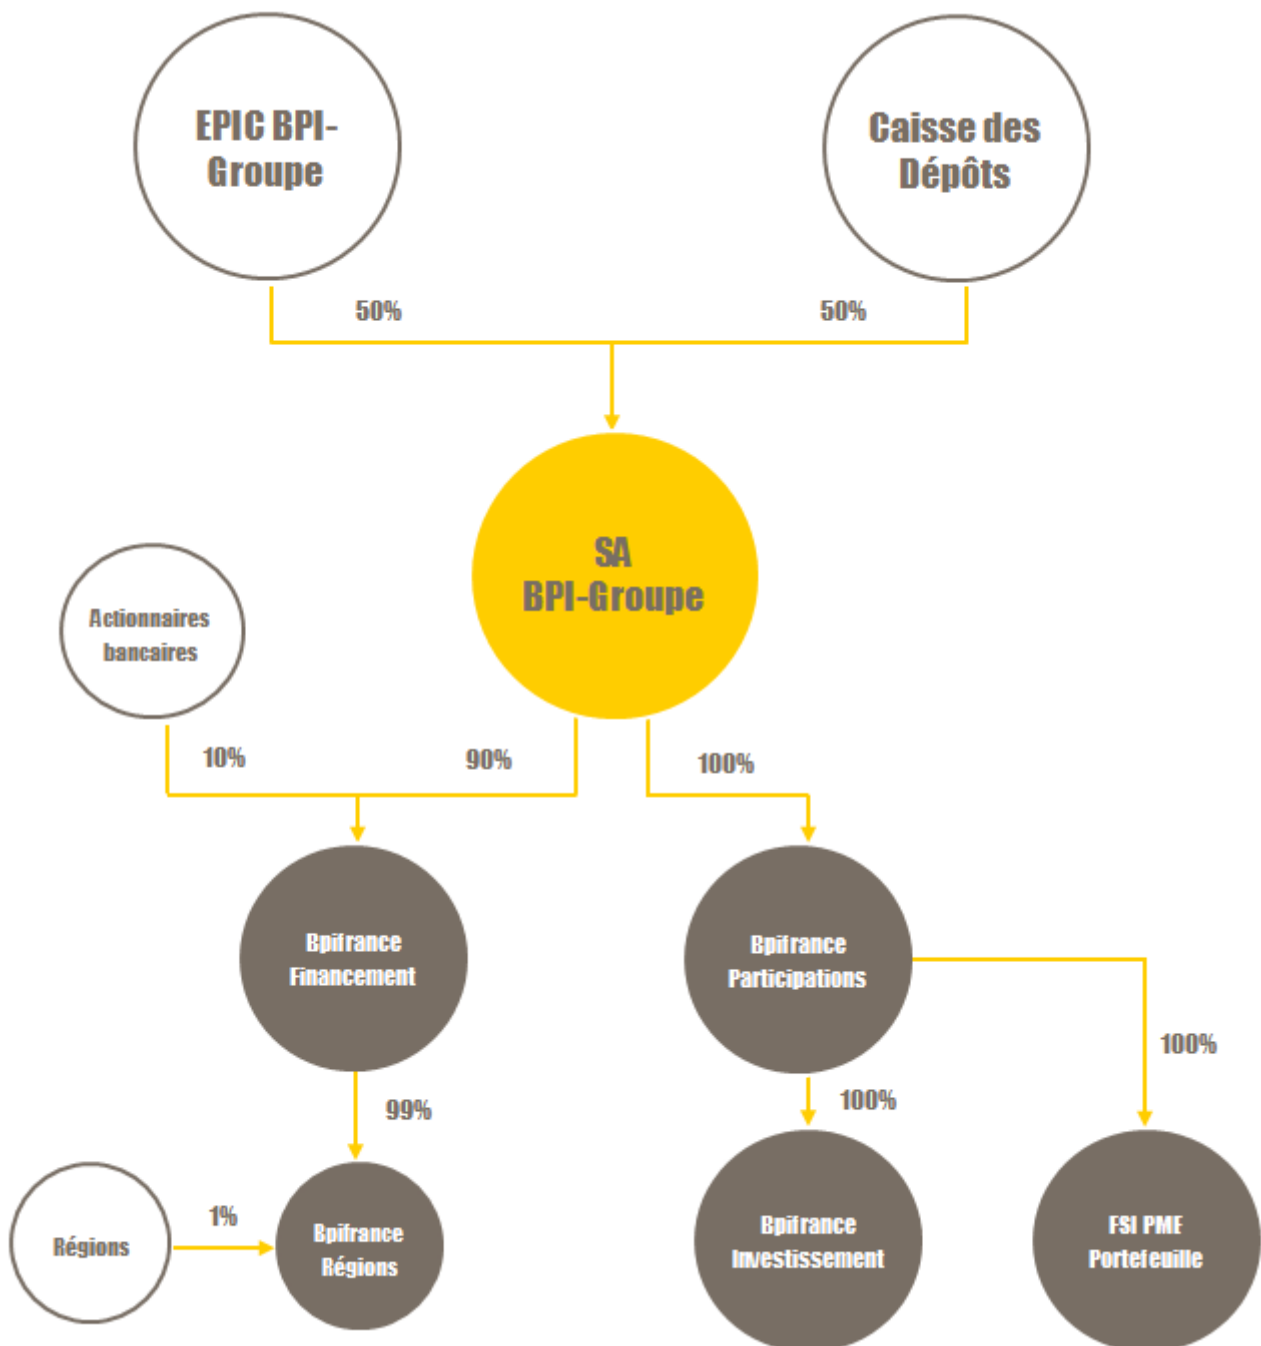 EPIC BPI-
Groupe
Caisse des
Dépôts
50%
50%
SA
BPI-Groupe
Actionnaires
bancaires
10%
90%
100%
Bpifrance
Financement
Bpifrance
Participations
100%
99%
100%
Régions
1%
Bpifrance
Régions
Bpifrance
Investissement
FSI PME
Portefeuille